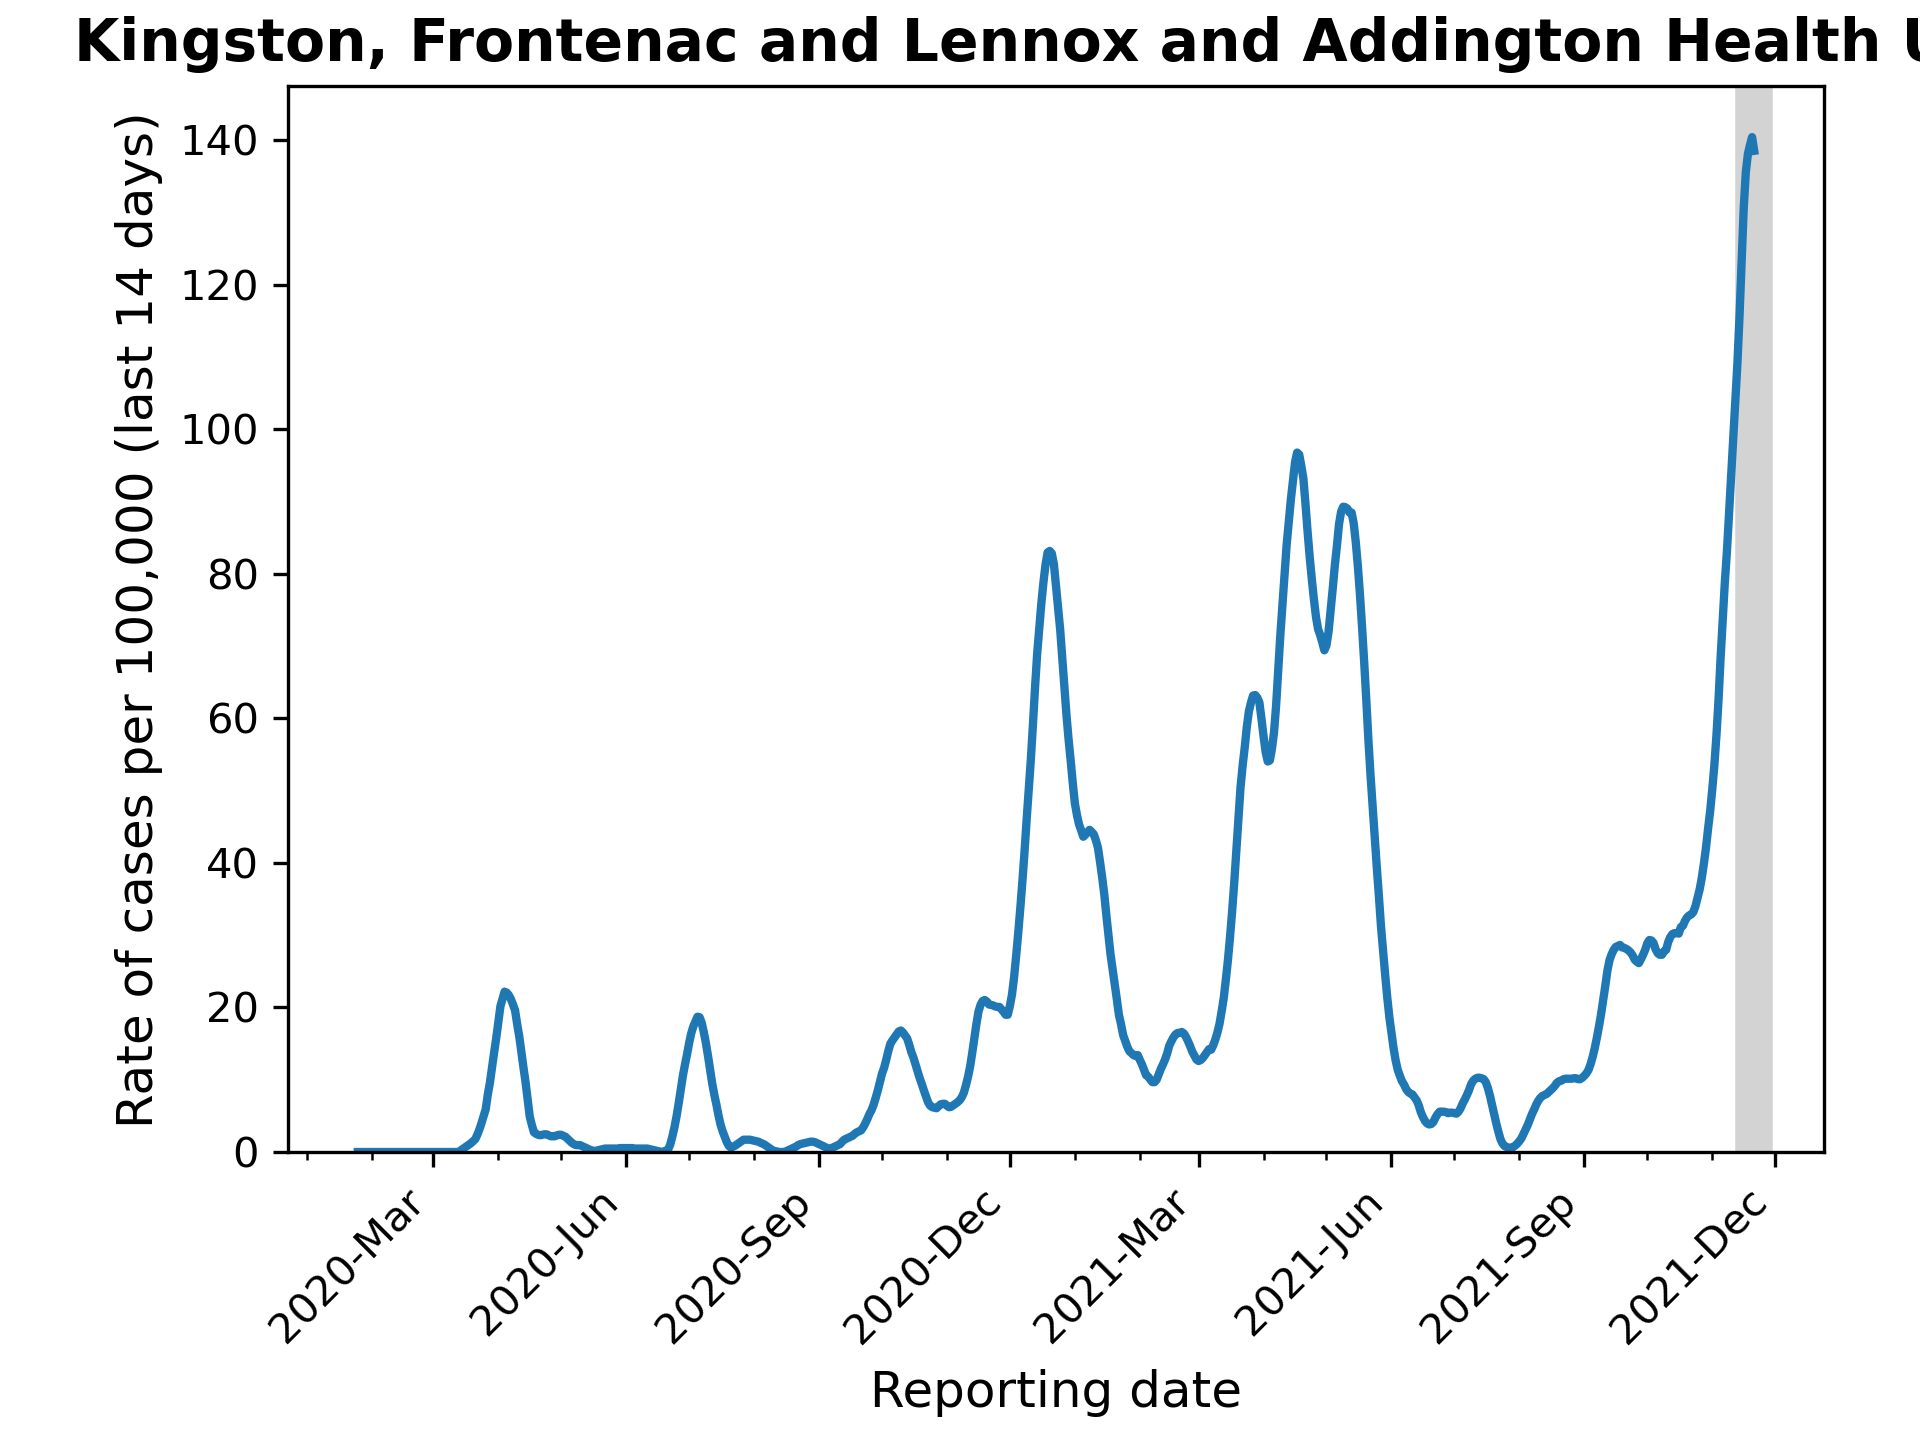 Kingston, Frontenac and Lennox and Addington Health
Rate of cases per 100,000 (last 14 days)
140
120
100
80
60
40
20
0
2020-Mar
2020-Jun
2020-Sep
2020-Dec
2021-Mar
2021-Jun
2021-Sep
2021-Dec
Reporting date